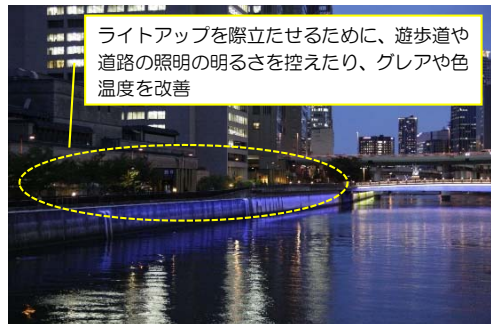 ライトアップを際立たせるために、遊歩道や
道路の照明の明るさを控えたり、グレアや色
温度を改善